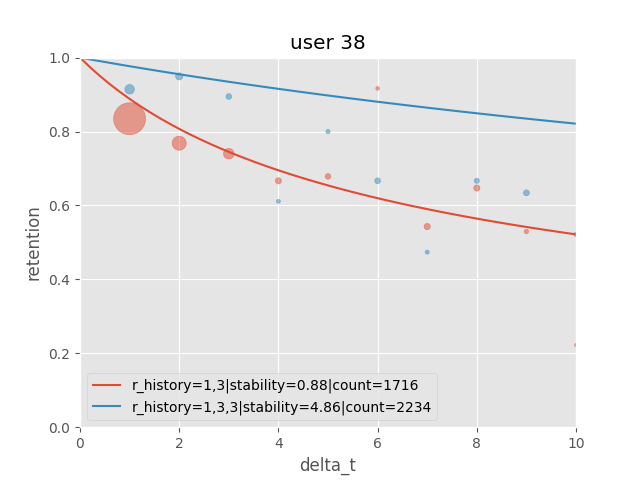 user 38
retention
1.0
0.8
0.6
0.4
0.2
0.0
r_history=1,3|stability=0.88|count=1716
r_history=1,3,3|stability=4.86|count=2234
0 2 4 6 8 10
delta_t